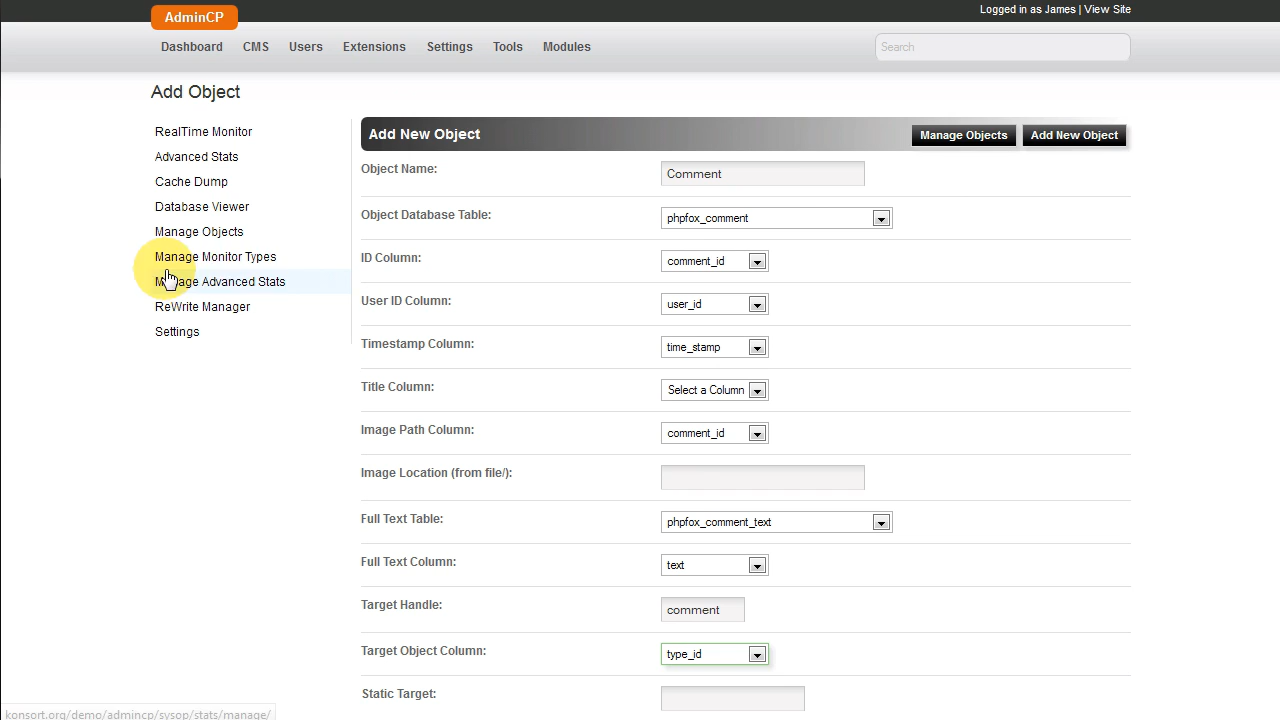 AdminCP
Logged in as James | View Site
Dashboard CMS Users Extensions Settings Tools Modules
Search
Add Object
RealTime Monitor
Advanced Stats
Cache Dump
Database Viewer
Manage Objects
Manage Monitor Types
Manage Advanced Stats
ReWrite Manager
Settings
Add New Object
Manage Objects
Add New Object
Object Name: Comment
Object Database Table: phpfox_comment
ID Column: comment_id
User ID Column: user_id
Timestamp Column: time_stamp
Title Column: Select a Column
Image Path Column: comment_id
Image Location (from file/):
Full Text Table: phpfox_comment_text
Full Text Column: text
Target Handle: comment
Target Object Column: type_id
Static Target:
konsort.org/demo/admincp/sysop/stats/manage/